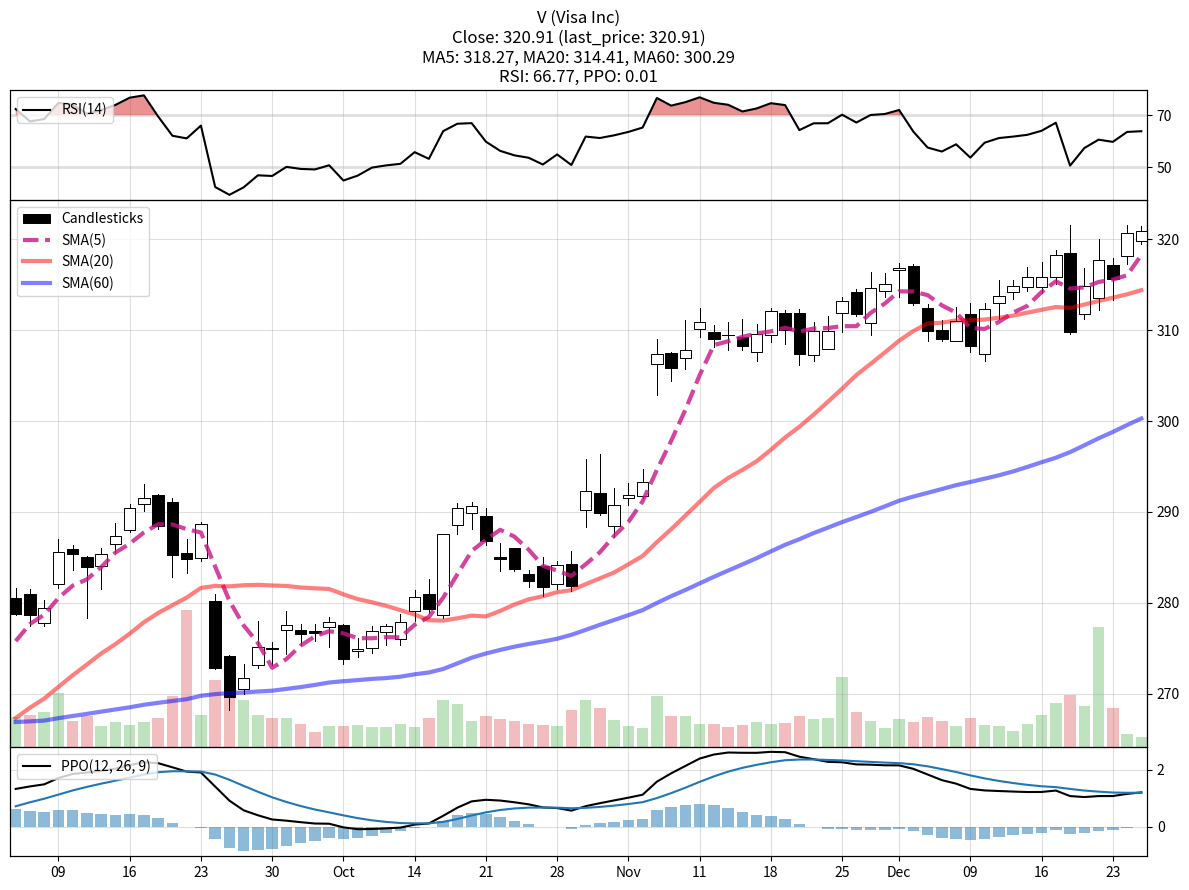 V (Visa Inc)
Close: 320.91 (last_price: 320.91)
MA5: 318.27, MA20: 314.41, MA60: 300.29
RSI: 66.77, PPO: 0.01
RSI(14)
70
50
Candlesticks
SMA(5)
SMA(20)
SMA(60)
320
310
300
290
280
270
PPO(12, 26, 9)
2
0
09 16 23 30 Oct 14 21 28 Nov 11 18 25 Dec 09 16 23